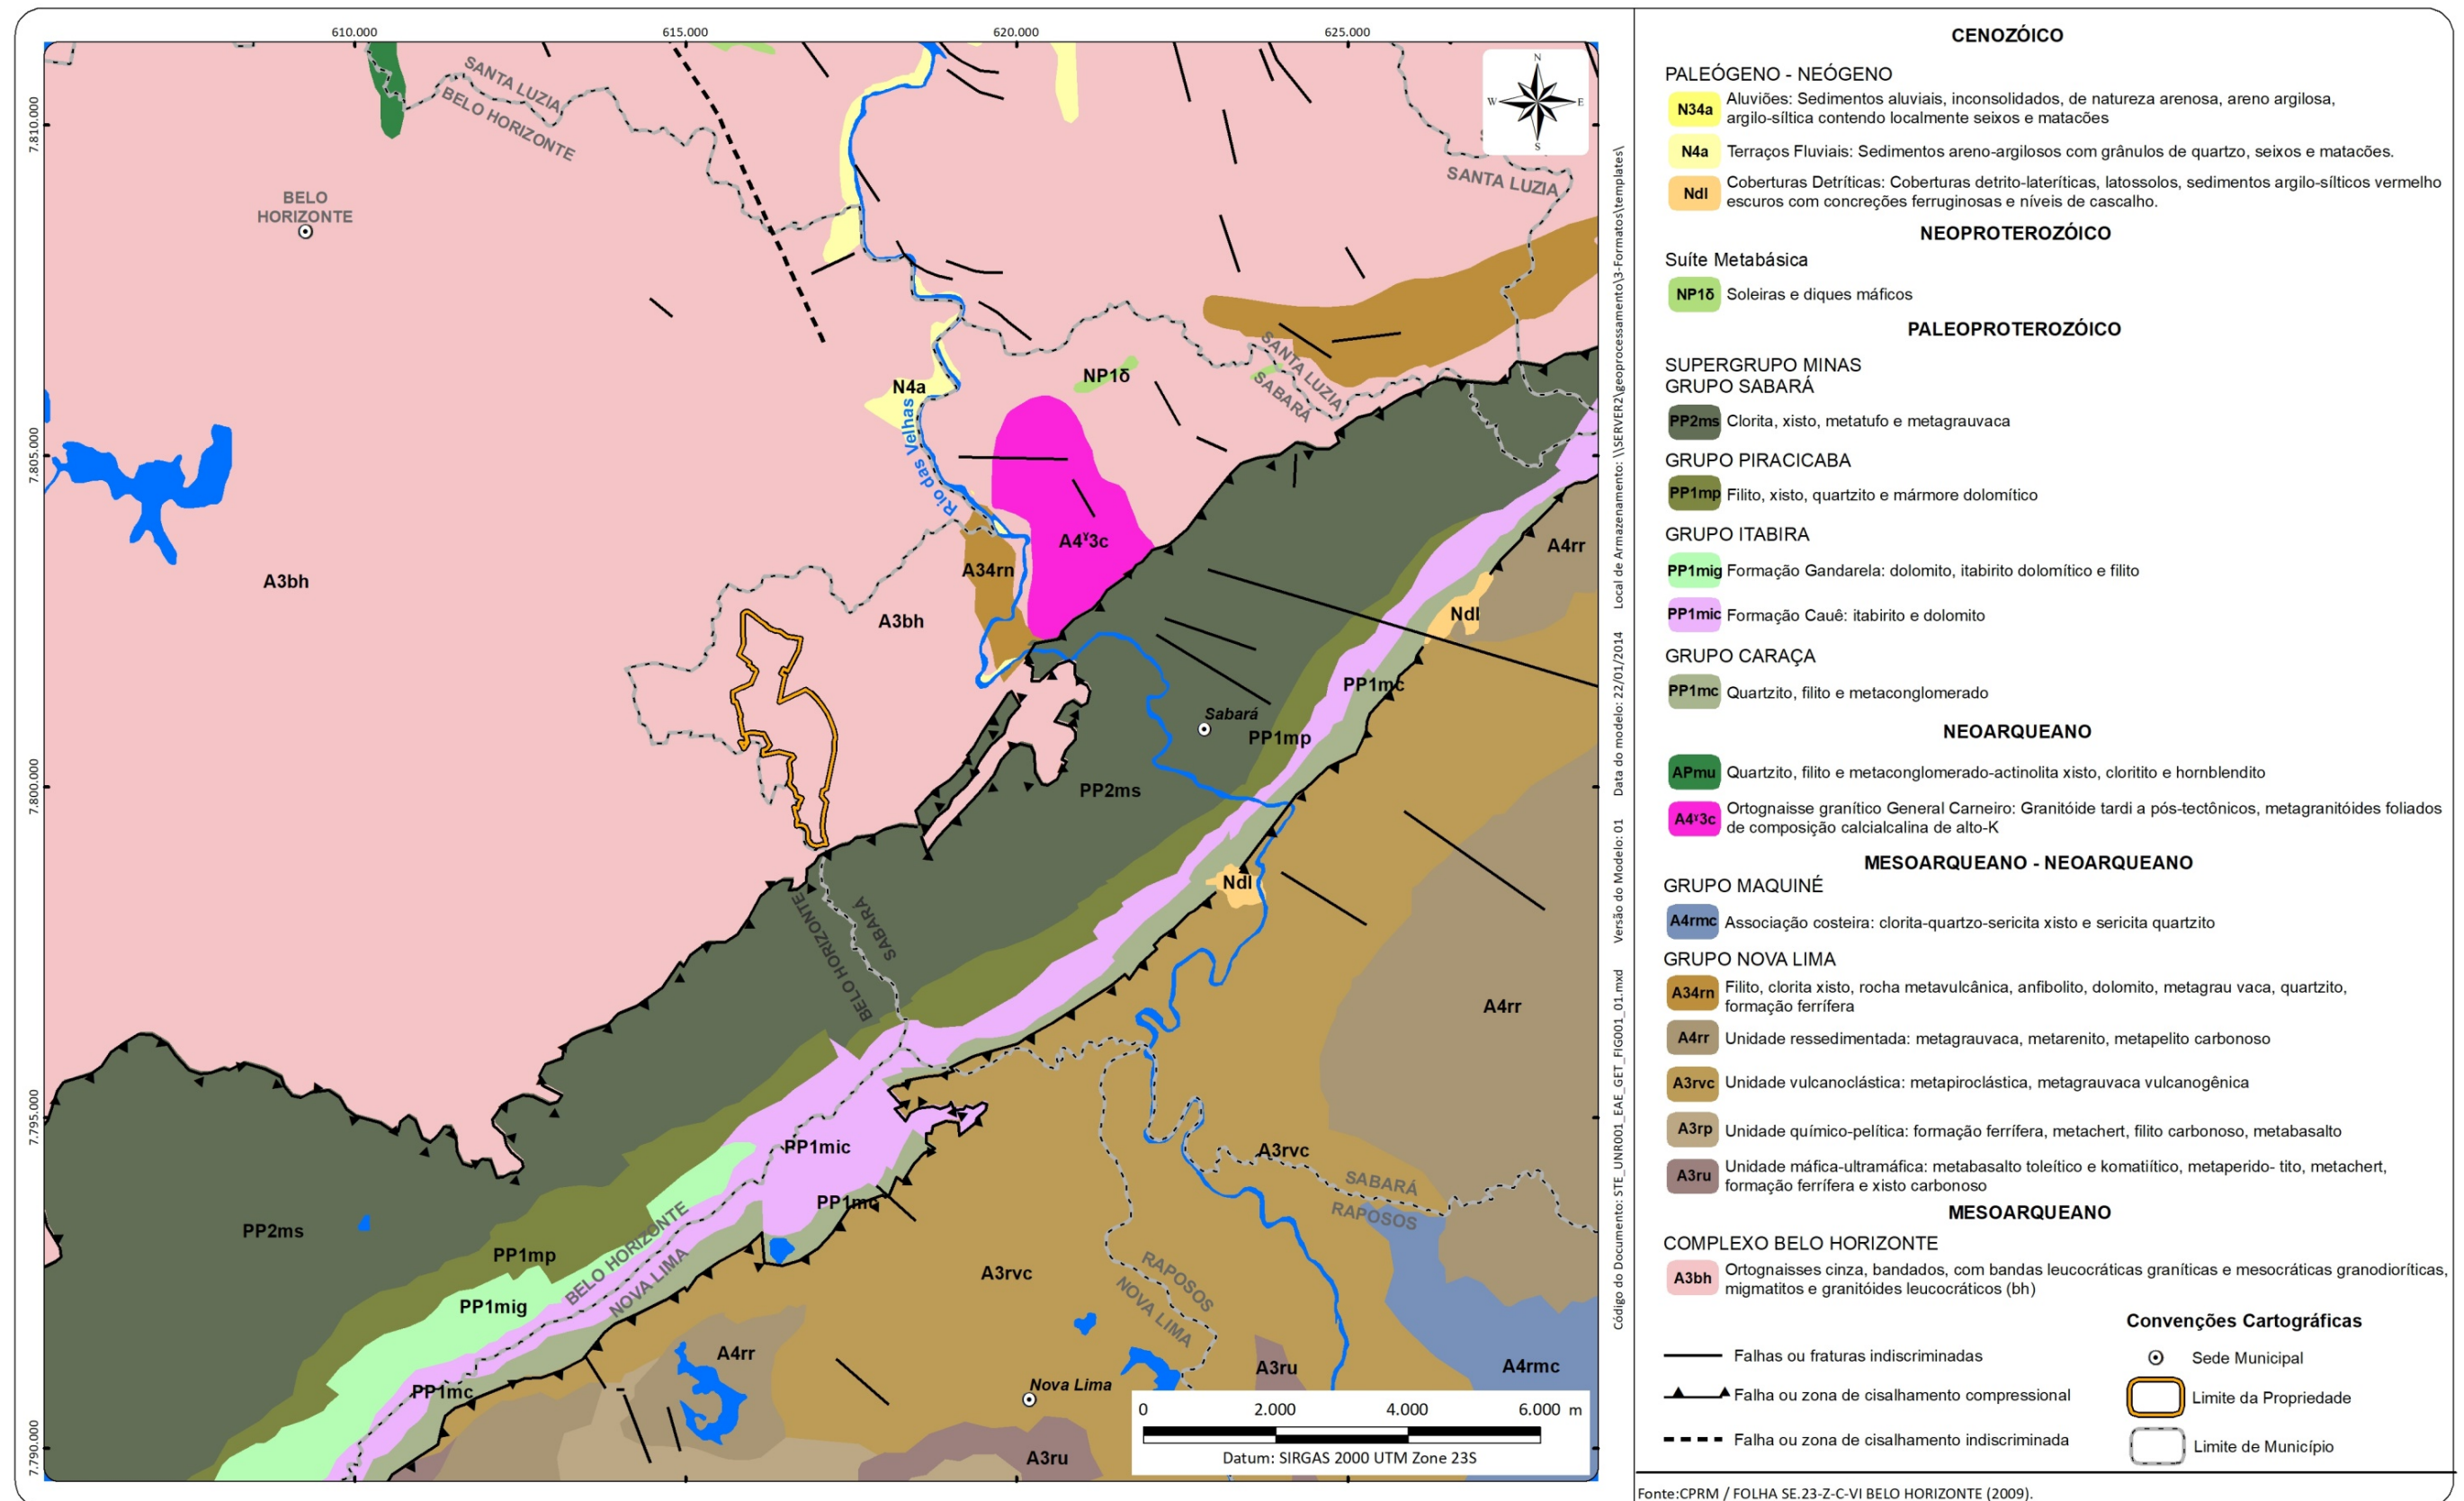 610.000
615.000
620.000
625.000
7.810.000
7.805.000
7.800.000
7.795.000
7.790.000
SANTA LUZIA
BELO HORIZONTE
BELO
HORIZONTE
N
W
E
S
SANTA LUZIA
N4a
Rio das Velhas
NP1δ
SANTA LUZIA
SABARÁ
A4ˠ3c
A34rn
A3bh
A3bh
A4rr
Ndl
PP1mc
Sabará
PP1mp
PP2ms
Ndl
SABARÁ
BELO HORIZONTE
A4rr
PP1mic
PP1mc
A3rvc
SABARÁ
RAPOSOS
PP2ms
PP1mp
PP1mig
BELO HORIZONTE
NOVA LIMA
A3rvc
RAPOSOS
NOVA LIMA
A4rr
PP1mc
Nova Lima
A3ru
A3ru
A4rmc
0
2.000
4.000
6.000 m
Datum: SIRGAS 2000 UTM Zone 23S
Código do Documento: STE_UNR001_EAE_GET_FIG001_01.mxd
Versão do Modelo: 01
Data do modelo: 22/01/2014
Local de Armazenamento: \\SERVER2\geoprocessamento\3-Formatos\templates\
CENOZÓICO
PALEÓGENO - NEÓGENO
N34a
Aluviões: Sedimentos aluviais, inconsolidados, de natureza arenosa, areno argilosa,
argilo-síltica contendo localmente seixos e matacões
N4a
Terraços Fluviais: Sedimentos areno-argilosos com grânulos de quartzo, seixos e matacões.
Ndl
Coberturas Detríticas: Coberturas detrito-lateríticas, latossolos, sedimentos argilo-sílticos vermelho
escuros com concreções ferruginosas e níveis de cascalho.
NEOPROTEROZÓICO
Suíte Metabásica
NP1δ
Soleiras e diques máficos
PALEOPROTEROZÓICO
SUPERGRUPO MINAS
GRUPO SABARÁ
PP2ms
Clorita, xisto, metatufo e metagrauvaca
GRUPO PIRACICABA
PP1mp
Filito, xisto, quartzito e mármore dolomítico
GRUPO ITABIRA
PP1mig
Formação Gandarela: dolomito, itabirito dolomítico e filito
PP1mic
Formação Cauê: itabirito e dolomito
GRUPO CARAÇA
PP1mc
Quartzito, filito e metaconglomerado
NEOARQUEANO
APmu
Quartzito, filito e metaconglomerado-actinolita xisto, cloritito e hornblendito
A4ˠ3c
Ortognaisse granítico General Carneiro: Granitóide tardi a pós-tectônicos, metagranitóides foliados
de composição calcialcalina de alto-K
MESOARQUEANO - NEOARQUEANO
GRUPO MAQUINÉ
A4rmc
Associação costeira: clorita-quartzo-sericita xisto e sericita quartzito
GRUPO NOVA LIMA
A34rn
Filito, clorita xisto, rocha metavulcânica, anfibolito, dolomito, metagrau vaca, quartzito,
formação ferrífera
A4rr
Unidade ressedimentada: metagrauvaca, metarenito, metapelito carbonoso
A3rvc
Unidade vulcanoclástica: metapiroclástica, metagrauvaca vulcanogênica
A3rp
Unidade químico-pelítica: formação ferrífera, metachert, filito carbonoso, metabasalto
A3ru
Unidade máfica-ultramáfica: metabasalto toleítico e komatiítico, metaperido- tito, metachert,
formação ferrífera e xisto carbonoso
MESOARQUEANO
COMPLEXO BELO HORIZONTE
A3bh
Ortognaisses cinza, bandados, com bandas leucocráticas graníticas e mesocráticas granodioríticas,
migmatitos e granitóides leucocráticos (bh)
Falhas ou fraturas indiscriminadas
Falha ou zona de cisalhamento compressional
Falha ou zona de cisalhamento indiscriminada
Convenções Cartográficas
Sede Municipal
Limite da Propriedade
Limite de Município
Fonte:CPRM / FOLHA SE.23-Z-C-VI BELO HORIZONTE (2009).